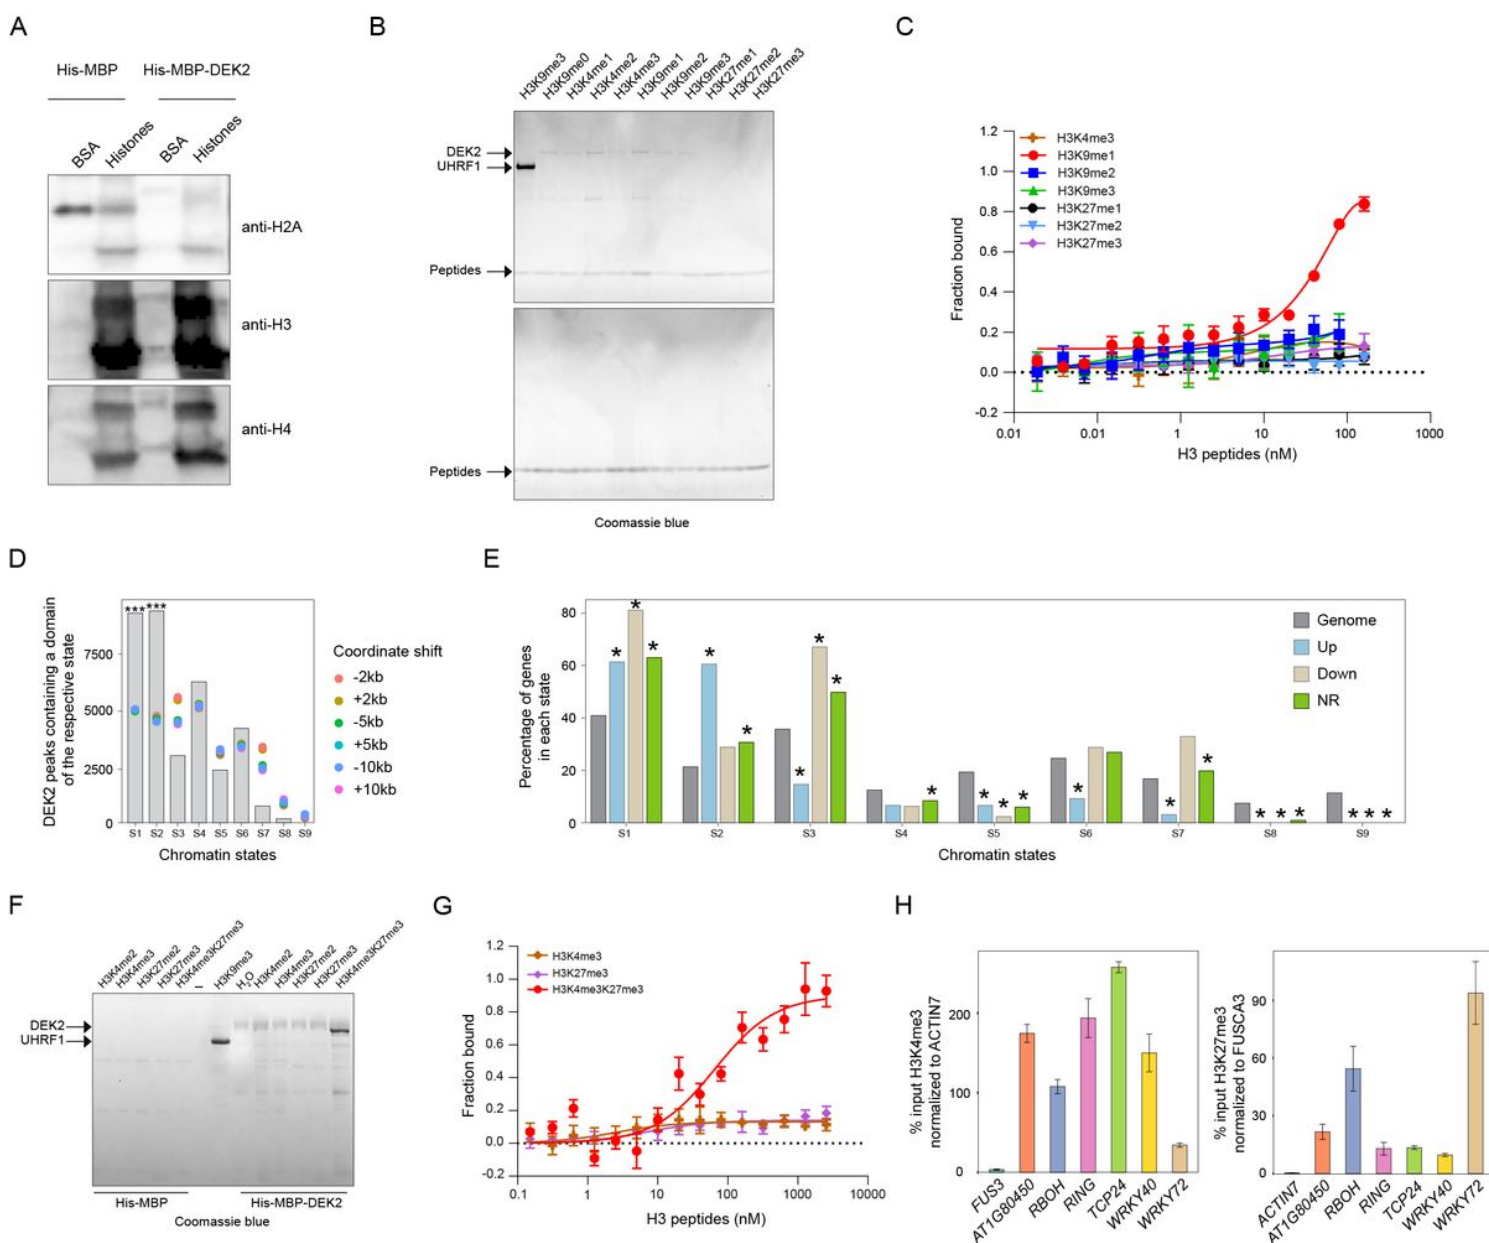 A
His-MBP
His-MBP-DEK2
BSA
Histones
BSA
Histones
anti-H2A
anti-H3
anti-H4
B
H3K9me3
H3K9me0
H3K4me1
H3K4me2
H3K4me3
H3K9me1
H3K9me2
H3K9me3
H3K27me1
H3K27me2
H3K27me3
DEK2
UHRF1
Peptides
Peptides
Coomassie blue
C
Fraction bound
1.2
1.0
0.8
0.6
0.4
0.2
0.0
-0.2
H3K4me3
H3K9me1
H3K9me2
H3K9me3
H3K27me1
H3K27me2
H3K27me3
0.01
0.01
1
10
100
1000
H3 peptides (nM)
D
DEK2 peaks containing a domain
of the respective state
7500
5000
2500
0
*** ***
S1 S2 S3 S4 S5 S6 S7 S8 S9
Chromatin states
Coordinate shift
-2kb
+2kb
-5kb
+5kb
-10kb
+10kb
E
Percentage of genes
in each state
80
60
40
20
0
* * * * * * * * * * * * * * * * * * * *
S1 S2 S3 S4 S5 S6 S7 S8 S9
Chromatin states
Genome
Up
Down
NR
F
H3K4me2
H3K4me3
H3K27me2
H3K27me3
H3K4me3K27me3
–
H3K9me3
H2O
H3K4me2
H3K4me3
H3K27me2
H3K27me3
H3K4me3K27me3
DEK2
UHRF1
His-MBP
His-MBP-DEK2
Coomassie blue
G
Fraction bound
1.2
1.0
0.8
0.6
0.4
0.2
0.0
-0.2
H3K4me3
H3K27me3
H3K4me3K27me3
0.1
1
10
100
1000
10000
H3 peptides (nM)
H
% input H3K4me3
normalized to ACTIN7
200
100
0
FUS3
AT1G80450
RBOH
RING
TCP24
WRKY40
WRKY72
% input H3K27me3
normalized to FUSCA3
90
60
30
0
ACTIN7
AT1G80450
RBOH
RING
TCP24
WRKY40
WRKY72